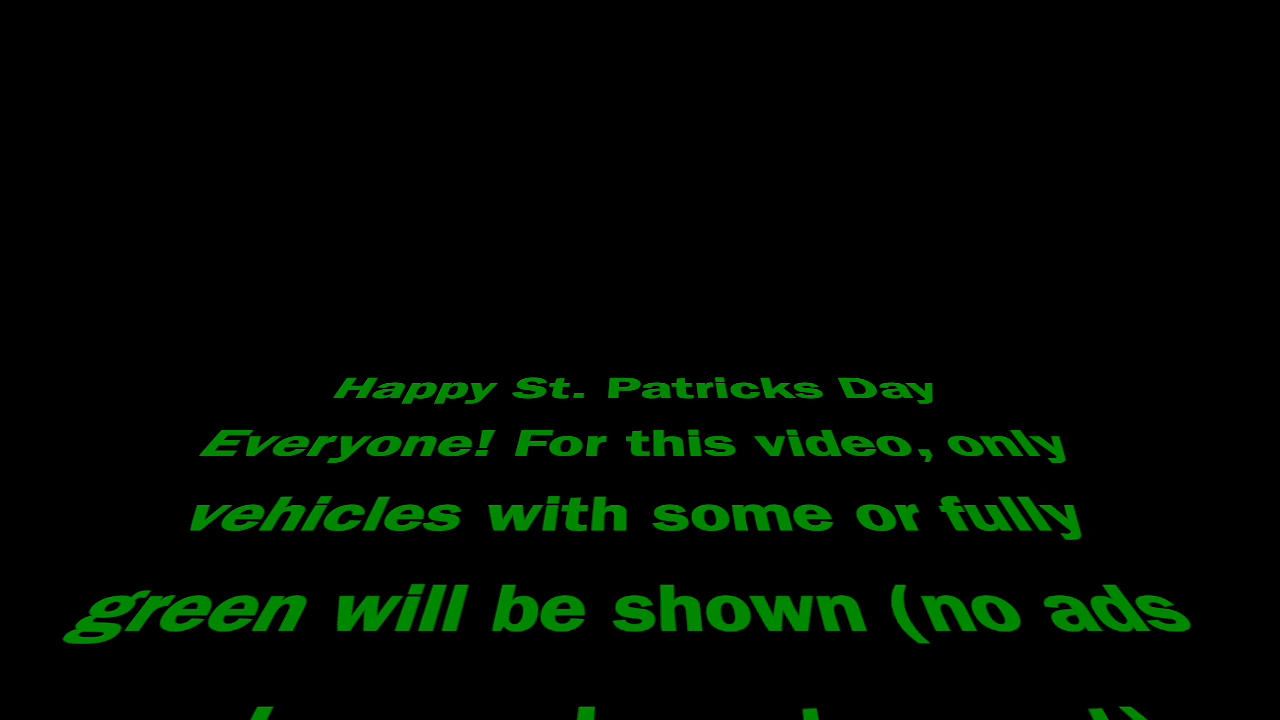 Happy St. Patricks Day
Everyone! For this video, only
vehicles with some or fully
green will be shown (no ads